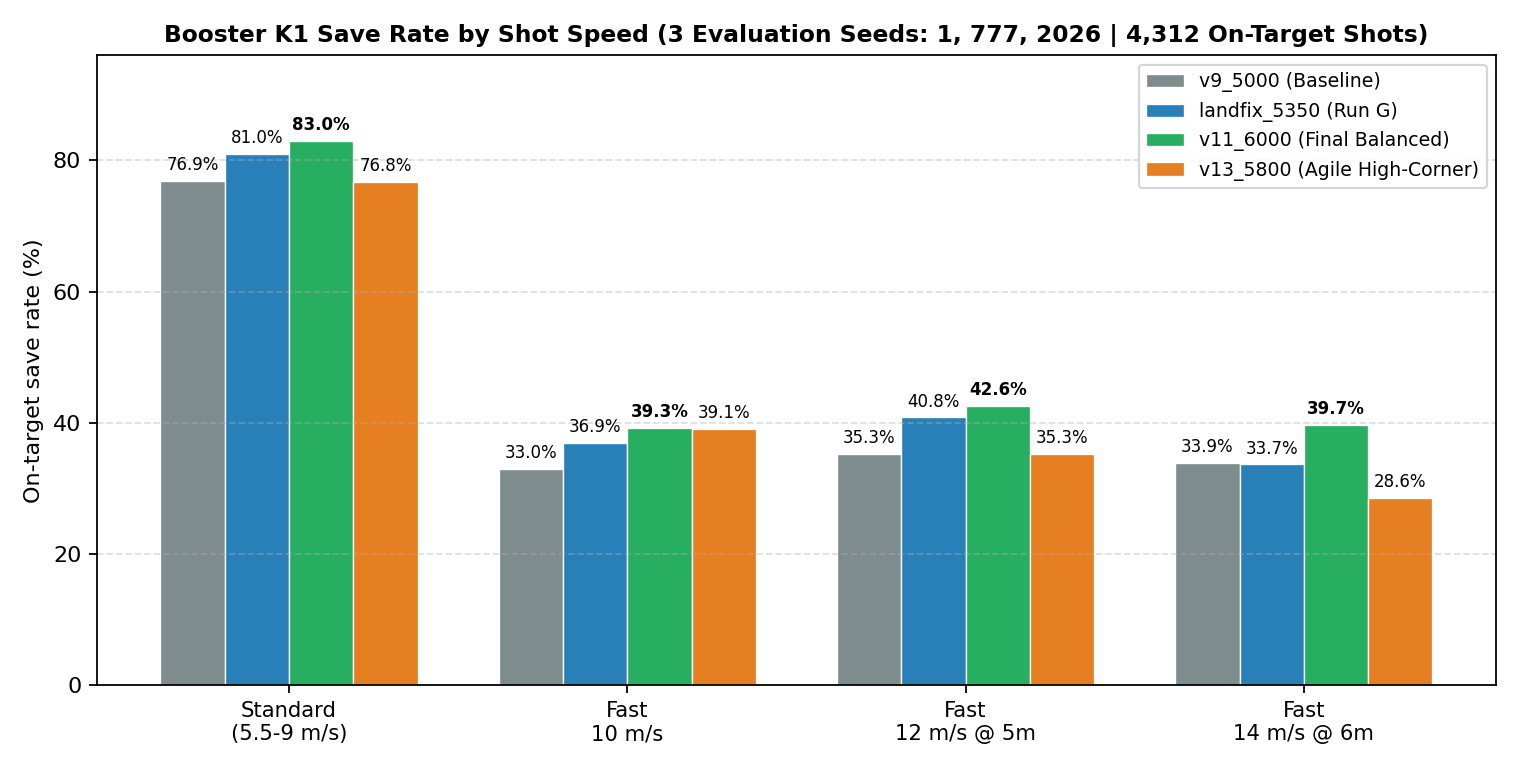 Booster K1 Save Rate by Shot Speed (3 Evaluation Seeds: 1, 777, 2026 | 4,312 On-Target Shots)
v9_5000 (Baseline)
landfix_5350 (Run G)
v11_6000 (Final Balanced)
v13_5800 (Agile High-Corner)
On-target save rate (%)
80
60
40
20
0
76.9%
81.0%
83.0%
76.8%
33.0%
36.9%
39.3%
39.1%
35.3%
40.8%
42.6%
35.3%
33.9%
33.7%
39.7%
28.6%
Standard
(5.5-9 m/s)
Fast
10 m/s
Fast
12 m/s @ 5m
Fast
14 m/s @ 6m